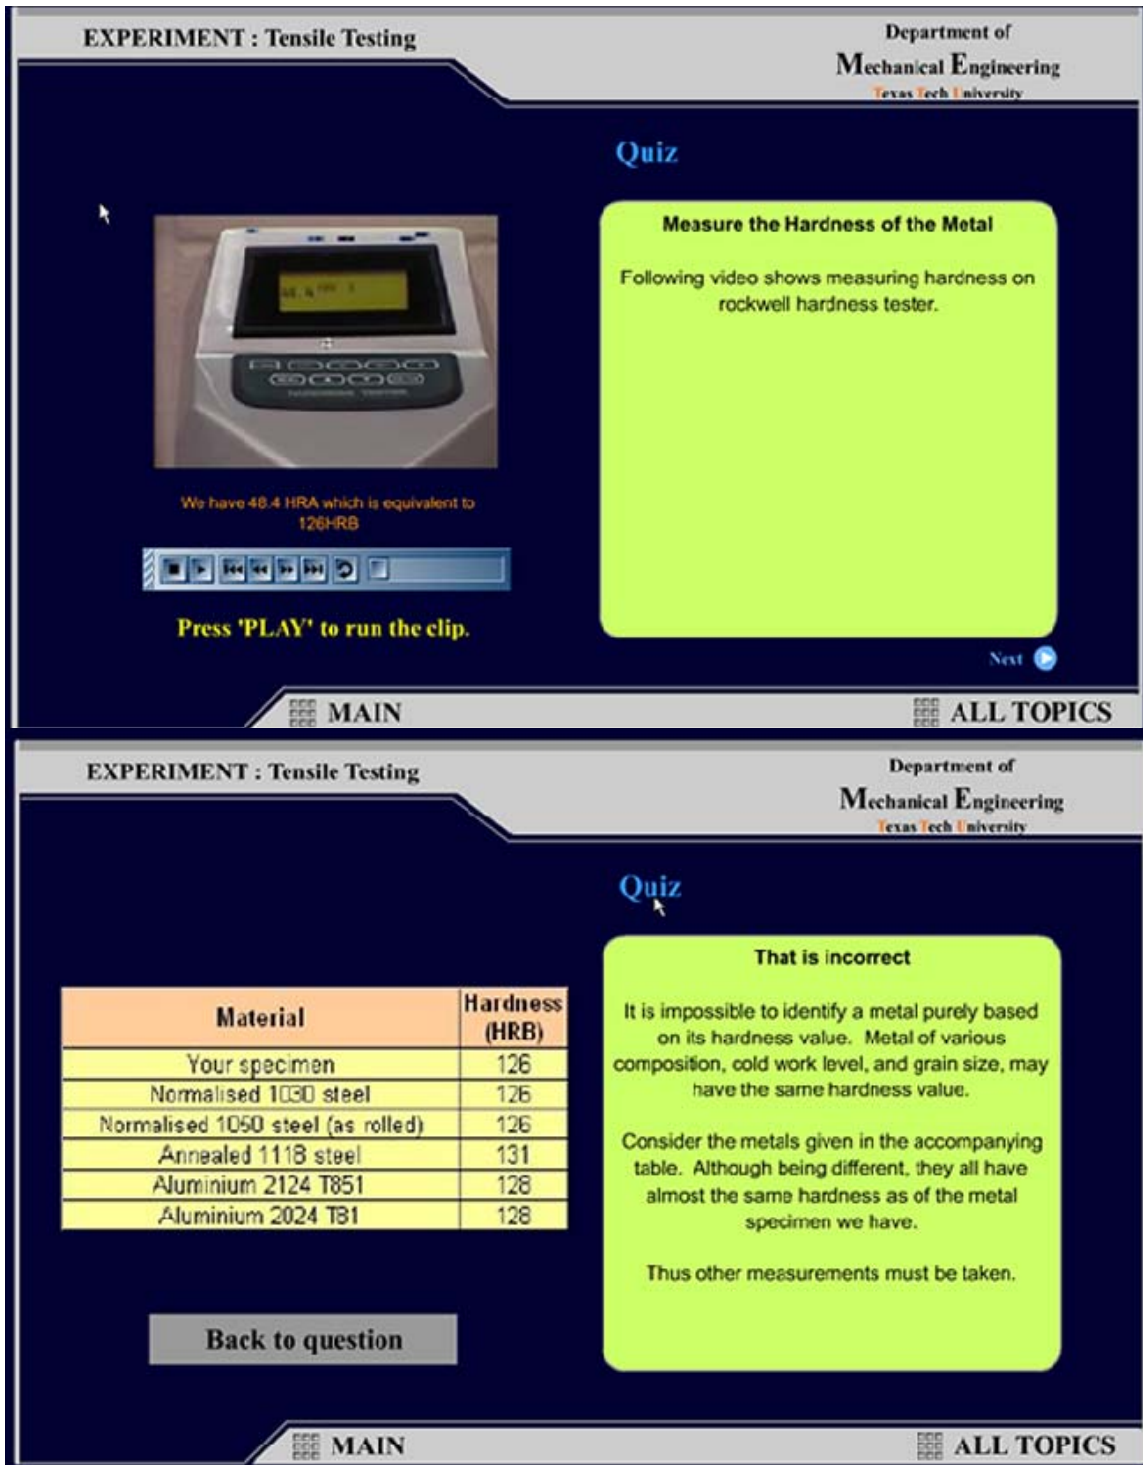 EXPERIMENT : Tensile Testing
Department of
Mechanical Engineering
Texas Tech University
Quiz
Measure the Hardness of the Metal
Following video shows measuring hardness on
rockwell hardness tester.
HARDNESS TESTER
We have 48.4 HRA which is equivalent to
126HRB
Press 'PLAY' to run the clip.
Next
MAIN
ALL TOPICS
EXPERIMENT : Tensile Testing
Department of
Mechanical Engineering
Texas Tech University
Quiz
Material Hardness (HRB)
Your specimen 126
Normalised 1030 steel 126
Normalised 1050 steel (as rolled) 126
Annealed 1118 steel 131
Aluminium 2124 T851 128
Aluminium 2024 T81 128
Back to question
That is incorrect
It is impossible to identify a metal purely based
on its hardness value. Metal of various
composition, cold work level, and grain size, may
have the same hardness value.
Consider the metals given in the accompanying
table. Although being different, they all have
almost the same hardness as of the metal
specimen we have.
Thus other measurements must be taken.
MAIN
ALL TOPICS